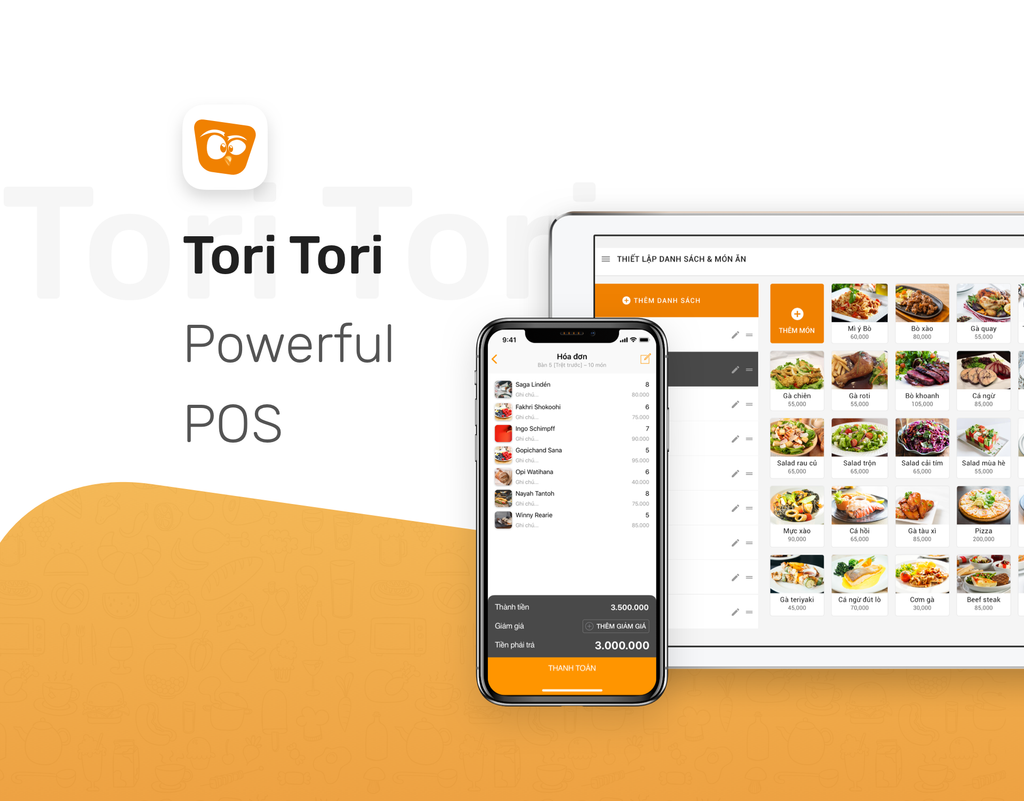 Tori Tori
Tori Tori
Powerful
POS
THIẾT LẬP DANH SÁCH & MÓN ĂN
THÊM DANH SÁCH
THÊM MÓN
Mì ý Bò
60,000
Bò xào
80,000
Gà quay
55,000
Gà chiên
55,000
Gà roti
55,000
Bò khoanh
105,000
Cá ngừ
85,000
Salad rau củ
65,000
Salad trộn
65,000
Salad cải tím
65,000
Salad mùa hè
55,000
Mực xào
90,000
Cá hồi
65,000
Gà tàu xì
85,000
Pizza
200,000
Gà teriyaki
45,000
Cá ngừ đút lò
70,000
Cơm gà
30,000
Beef steak
85,000
9:41
Hóa đơn
Bàn 5 [Trệt trước] – 10 món
Saga Lindén 8
Ghi chú... 80.000
Fakhri Shokoohi 6
Ghi chú... 75.000
Ingo Schimpff 7
Ghi chú... 90.000
Gopichand Sana 5
Ghi chú... 95.000
Opi Watihana 6
Ghi chú... 40.000
Nayah Tantoh 8
Ghi chú... 75.000
Winny Rearie 5
Ghi chú... 85.000
Thành tiền 3.500.000
Giảm giá THÊM GIẢM GIÁ
Tiền phải trả 3.000.000
THANH TOÁN